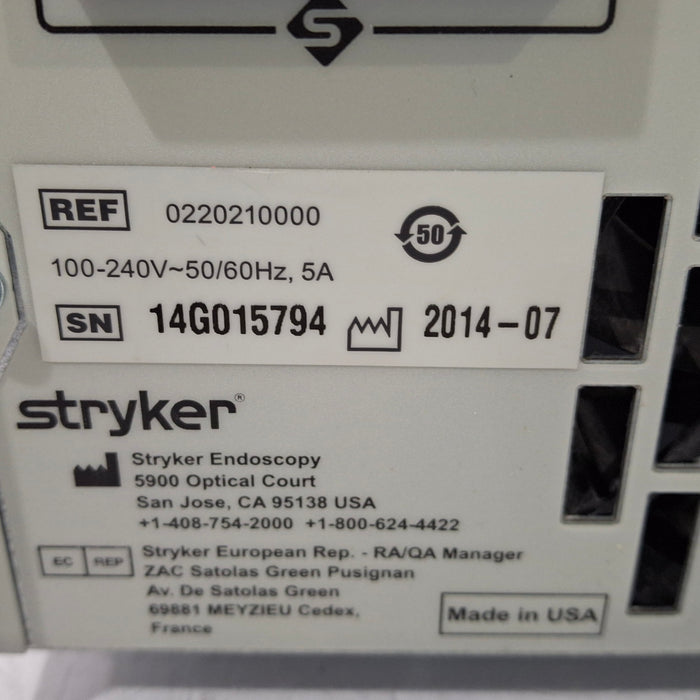 S
REF 0220210000
50
100-240V~50/60Hz, 5A
SN 14G015794 2014-07
stryker®
Stryker Endoscopy
5900 Optical Court
San Jose, CA 95138 USA
+1-408-754-2000 +1-800-624-4422
EC REP
Stryker European Rep. - RA/QA Manager
ZAC Satolas Green Pusignan
Av. De Satolas Green
69881 MEYZIEU Cedex,
France
Made in USA